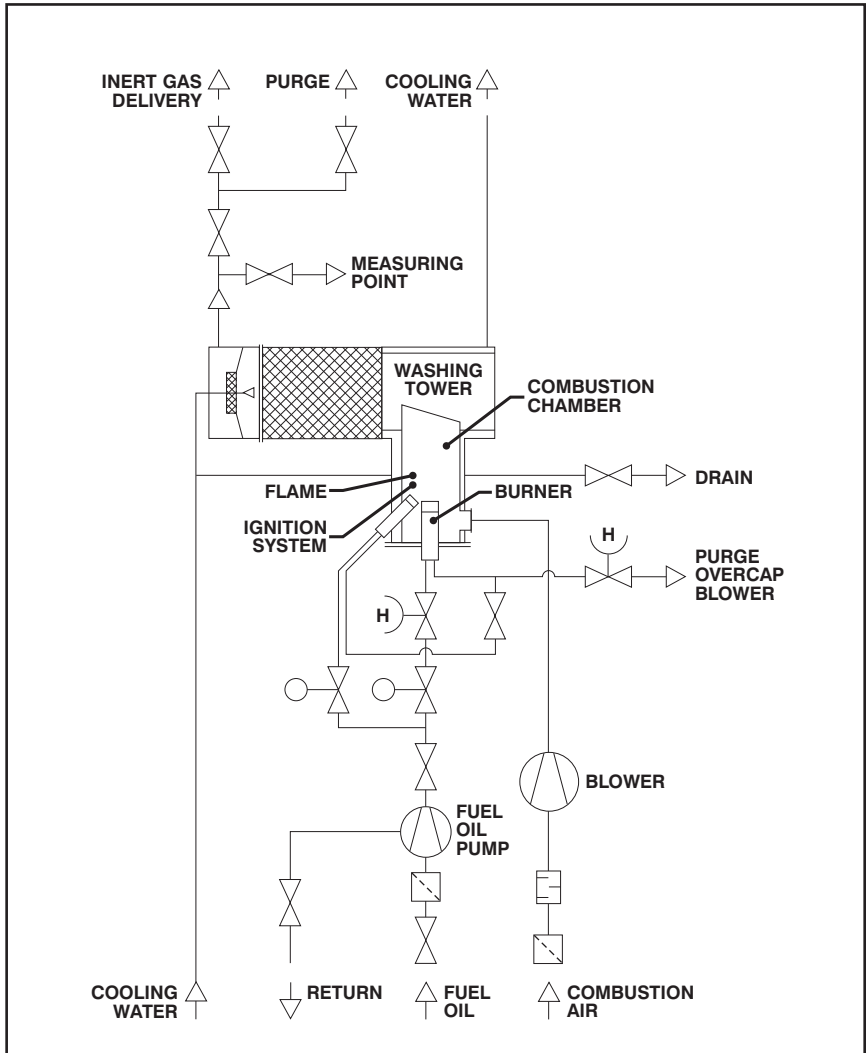 INERT GAS
DELIVERY
PURGE
COOLING
WATER
MEASURING
POINT
WASHING
TOWER
COMBUSTION
CHAMBER
FLAME
BURNER
DRAIN
IGNITION
SYSTEM
H
PURGE
OVERCAP
BLOWER
H
BLOWER
FUEL
OIL
PUMP
COOLING
WATER
RETURN
FUEL
OIL
COMBUSTION
AIR